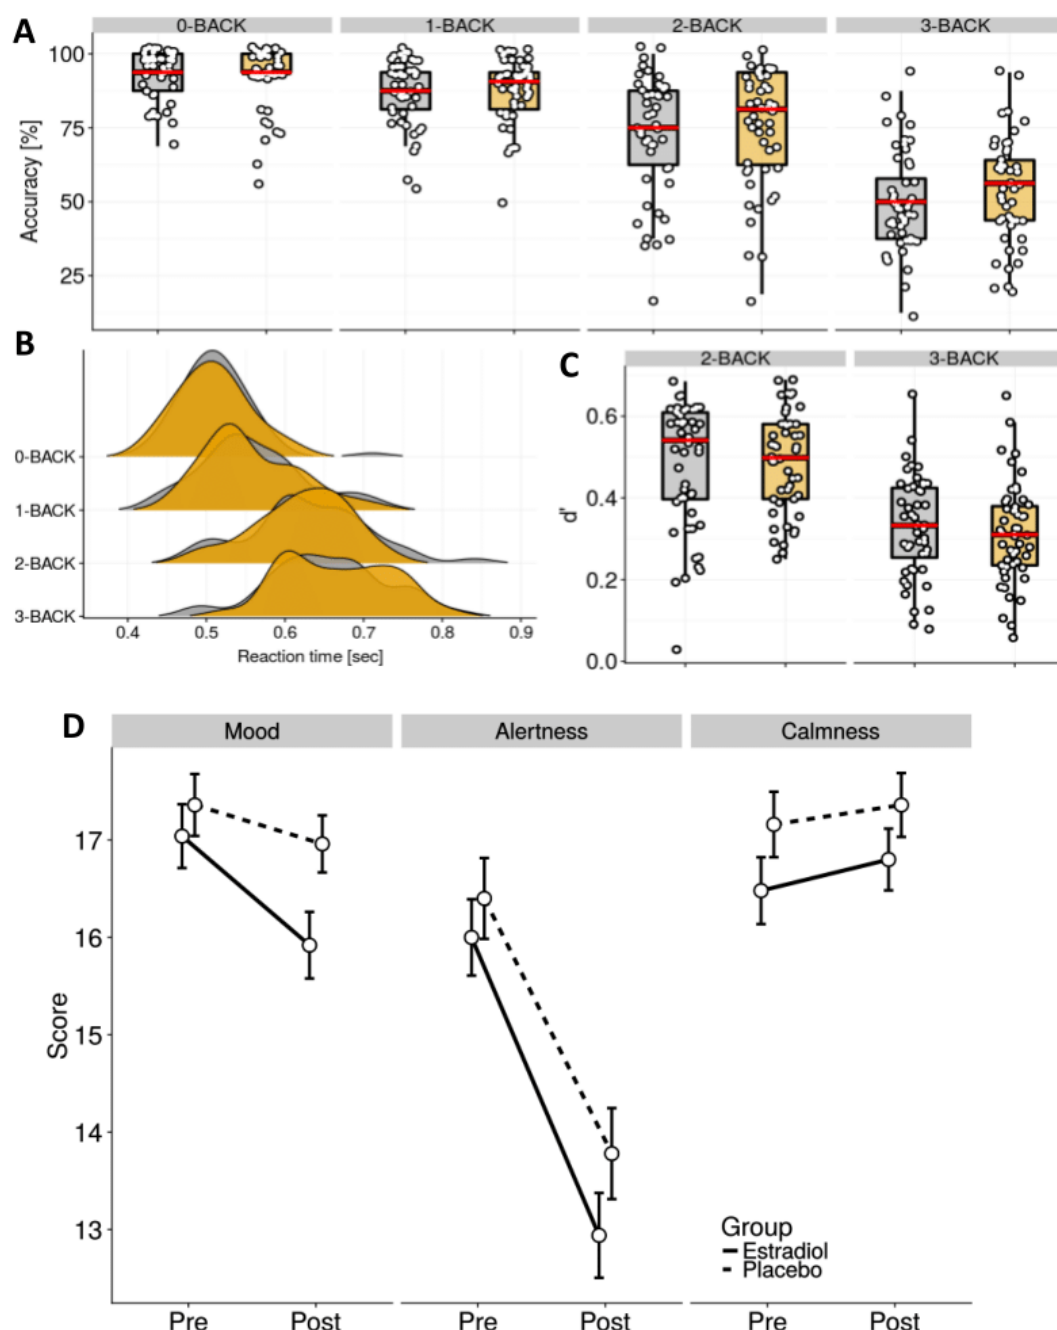 A
0-BACK 1-BACK 2-BACK 3-BACK
100
75
50
25
Accuracy [%]
B
0-BACK
1-BACK
2-BACK
3-BACK
0.4 0.5 0.6 0.7 0.8 0.9
Reaction time [sec]
C
2-BACK 3-BACK
0.6
0.4
0.2
0.0
d'
D
Mood Alertness Calmness
17
16
15
14
13
Score
Group
Estradiol
Placebo
Pre Post Pre Post Pre Post